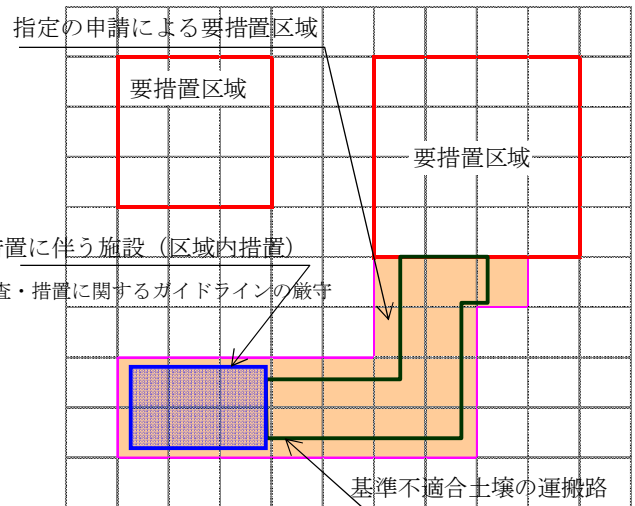 指定の申請による要措置区域
要措置区域
要措置区域
措置に伴う施設（区域内措置）
査・措置に関するガイドラインの厳守
基準不適合土壌の運搬路